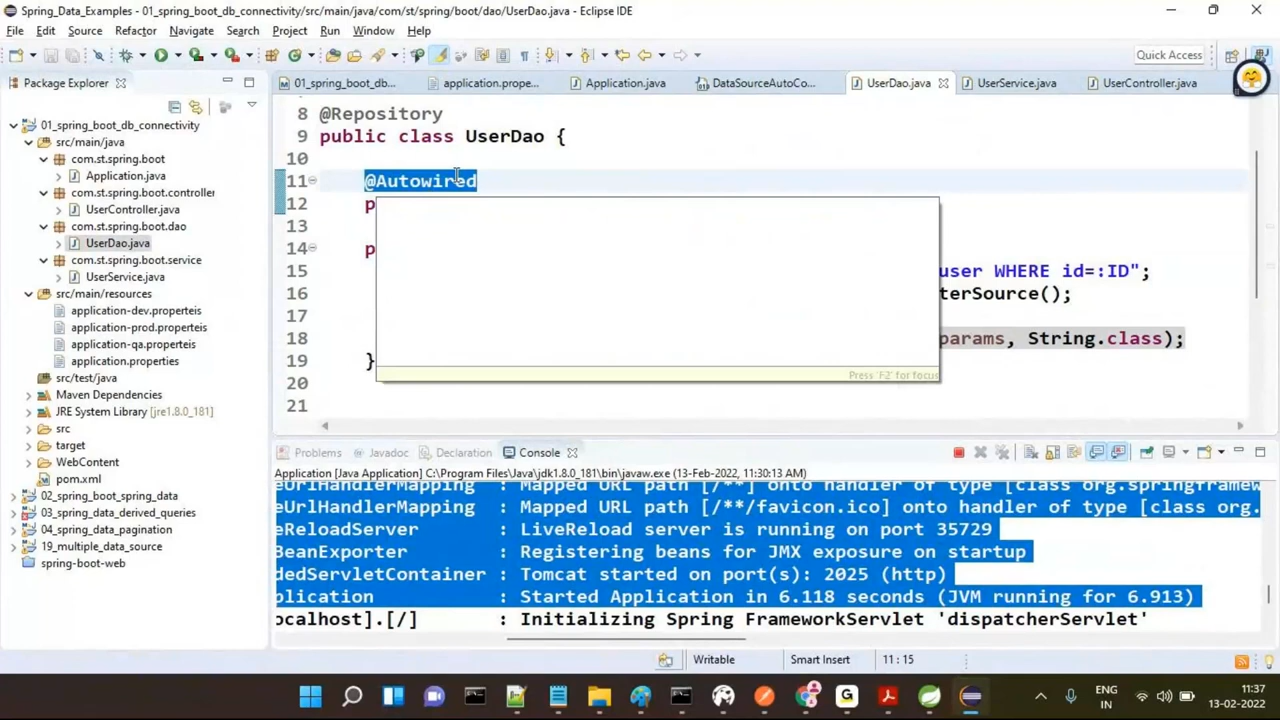 Spring_Data_Examples - 01_spring_boot_db_connectivity/src/main/java/com/st/spring/boot/dao/UserDao.java - Eclipse IDE
File Edit Source Refactor Navigate Search Project Run Window Help
Quick Access
Package Explorer
01_spring_boot_db...
application.prope...
Application.java
DataSourceAutoCo...
UserDao.java
UserService.java
UserController.java
01_spring_boot_db_connectivity
src/main/java
com.st.spring.boot
Application.java
com.st.spring.boot.controller
UserController.java
com.st.spring.boot.dao
UserDao.java
com.st.spring.boot.service
UserService.java
src/main/resources
application-dev.properteis
application-prod.properteis
application-qa.properteis
application.properties
src/test/java
Maven Dependencies
JRE System Library [jre1.8.0_181]
src
target
WebContent
pom.xml
02_spring_boot_spring_data
03_spring_data_derived_queries
04_spring_data_pagination
19_multiple_data_source
spring-boot-web
8 @Repository
9 public class UserDao {
10
11 @Autowired
12 p
13
14 p
15 user WHERE id=:ID";
16 terSource();
17
18 params, String.class);
19 }
20
21
Press 'F2' for focus
Problems Javadoc Declaration Console
Application [Java Application] C:\Program Files\Java\jdk1.8.0_181\bin\javaw.exe (13-Feb-2022, 11:30:13 AM)
eUrlHandlerMapping : Mapped URL path [/**] onto handler of type [class org.springframew
eUrlHandlerMapping : Mapped URL path [/**/favicon.ico] onto handler of type [class org.
eReloadServer : LiveReload server is running on port 35729
BeanExporter : Registering beans for JMX exposure on startup
dedServletContainer : Tomcat started on port(s): 2025 (http)
plication : Started Application in 6.118 seconds (JVM running for 6.913)
ocalhost].[/] : Initializing Spring FrameworkServlet 'dispatcherServlet'
Writable Smart Insert 11 : 15
ENG
IN
11:37
13-02-2022